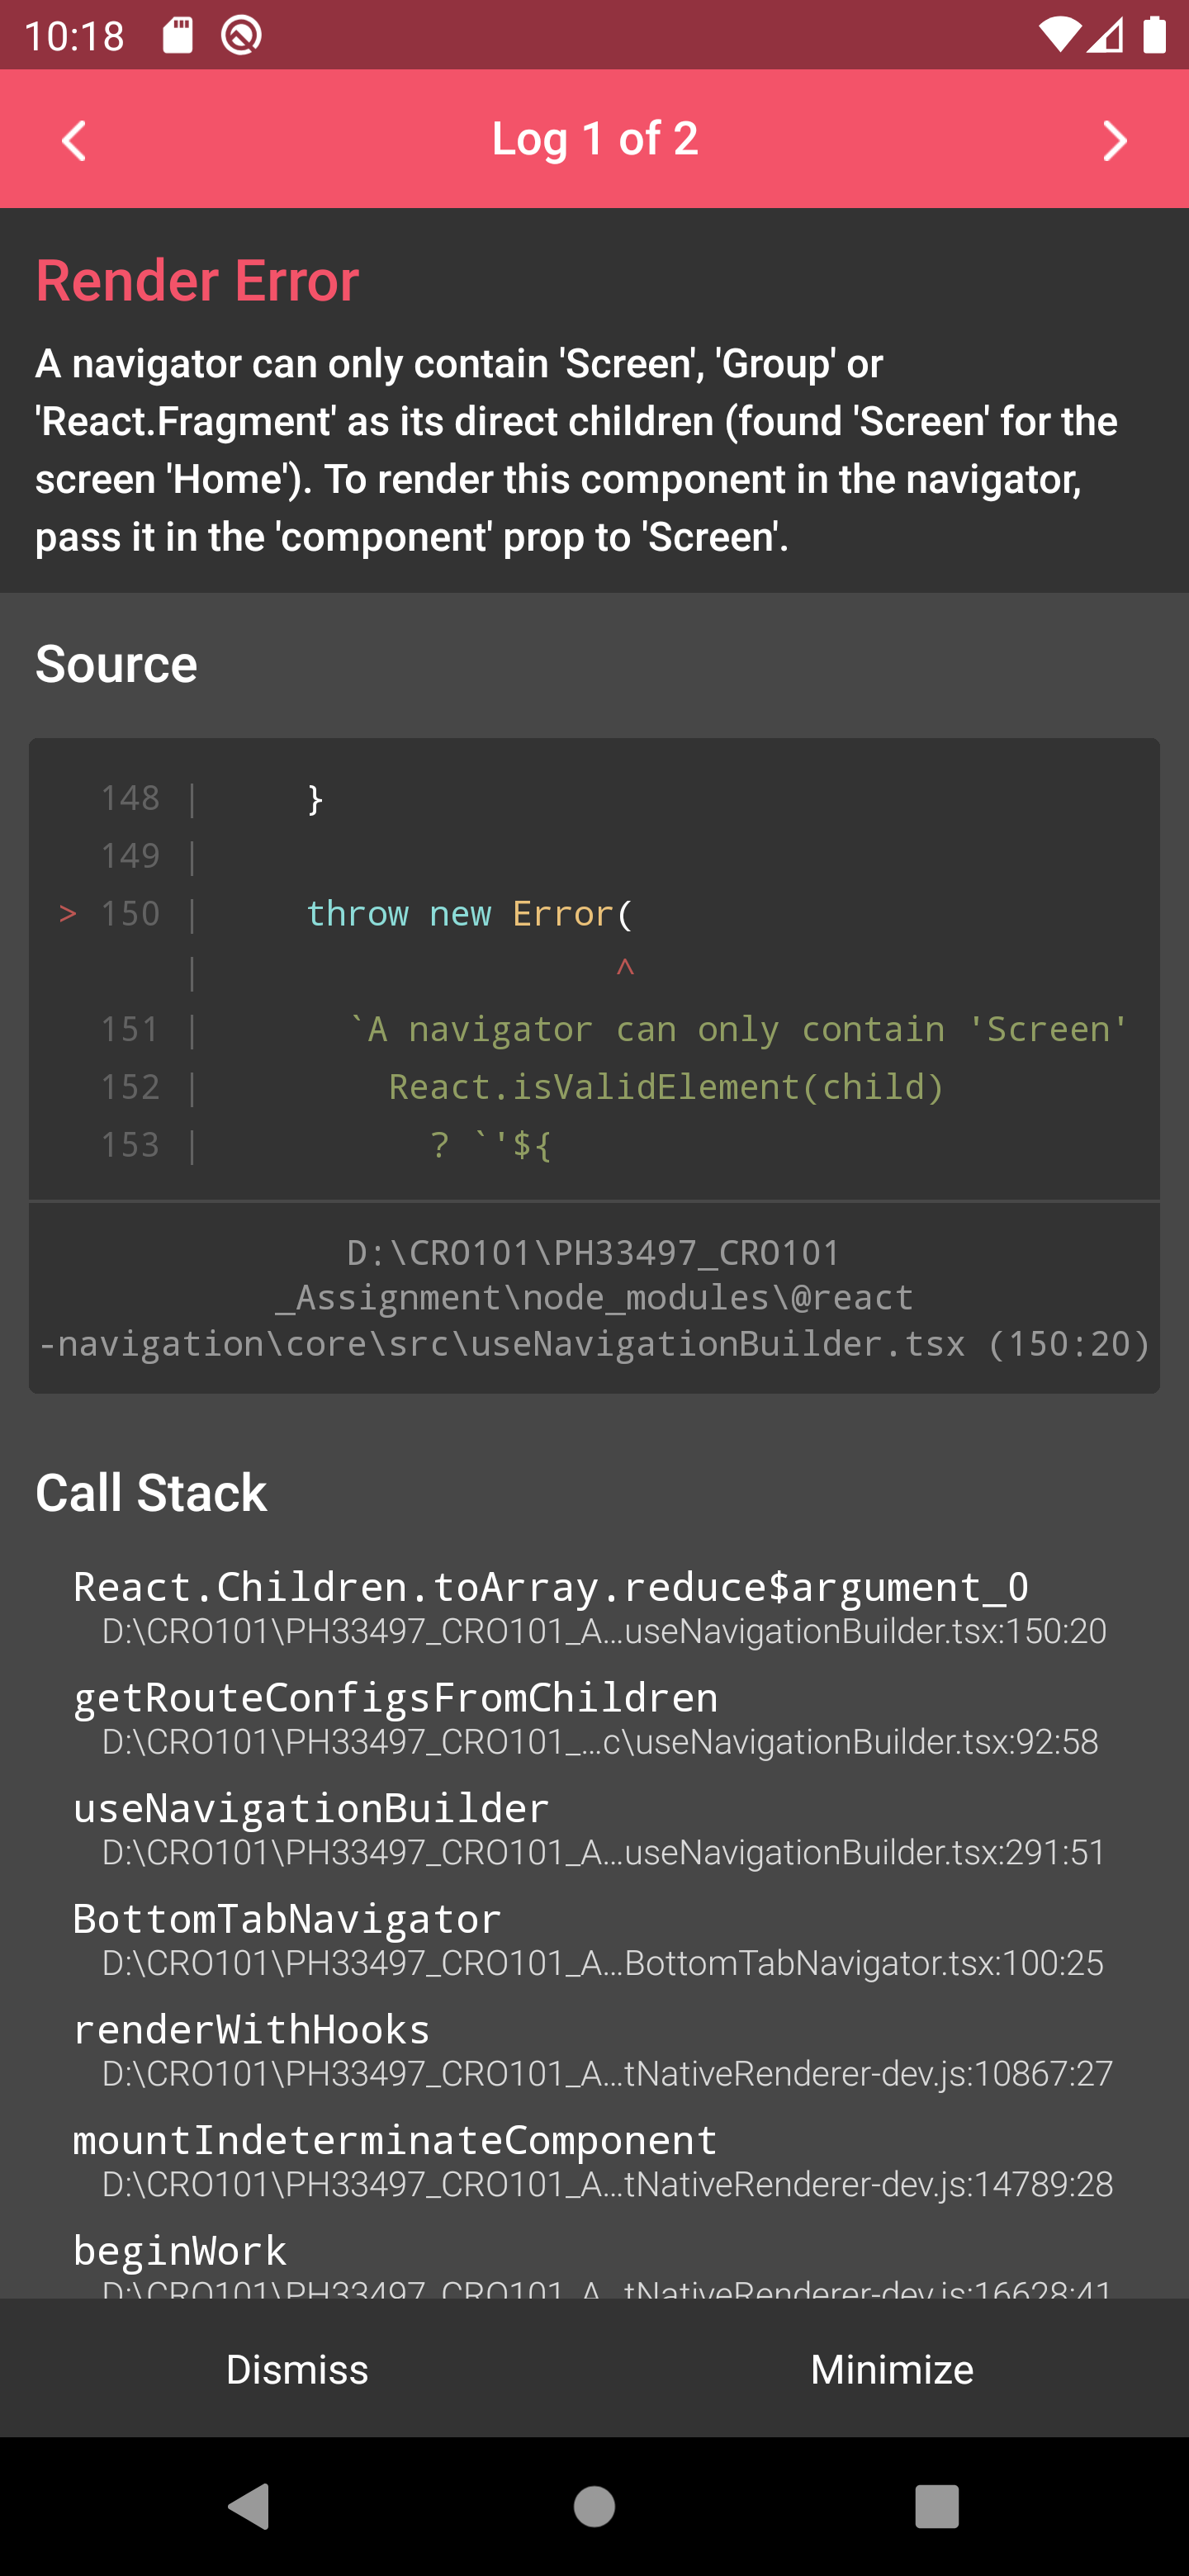 10:18
Log 1 of 2
Render Error
A navigator can only contain 'Screen', 'Group' or
'React.Fragment' as its direct children (found 'Screen' for the
screen 'Home'). To render this component in the navigator,
pass it in the 'component' prop to 'Screen'.
Source
148 | }
149 |
> 150 | throw new Error(
| ^
151 | `A navigator can only contain 'Screen'
152 | React.isValidElement(child)
153 | ? `'${
D:\CRO101\PH33497_CRO101
_Assignment\node_modules\@react
-navigation\core\src\useNavigationBuilder.tsx (150:20)
Call Stack
React.Children.toArray.reduce$argument_0
D:\CRO101\PH33497_CRO101_A...useNavigationBuilder.tsx:150:20
getRouteConfigsFromChildren
D:\CRO101\PH33497_CRO101_...c\useNavigationBuilder.tsx:92:58
useNavigationBuilder
D:\CRO101\PH33497_CRO101_A...useNavigationBuilder.tsx:291:51
BottomTabNavigator
D:\CRO101\PH33497_CRO101_A...BottomTabNavigator.tsx:100:25
renderWithHooks
D:\CRO101\PH33497_CRO101_A...tNativeRenderer-dev.js:10867:27
mountIndeterminateComponent
D:\CRO101\PH33497_CRO101_A...tNativeRenderer-dev.js:14789:28
beginWork
D:\CRO101\PH33497_CRO101_A...tNativeRenderer-dev.js:16628:41
Dismiss
Minimize